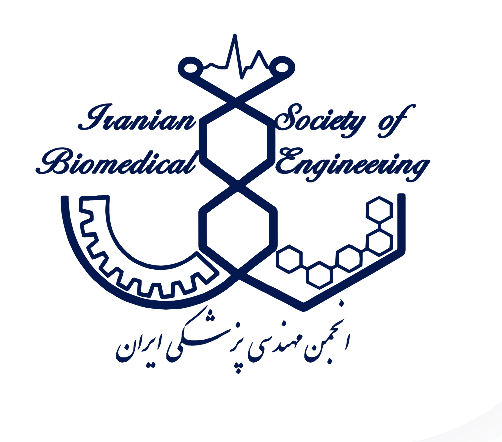 Iranian Society of
Biomedical Engineering
انجمن مهندسی پزشکی ایران